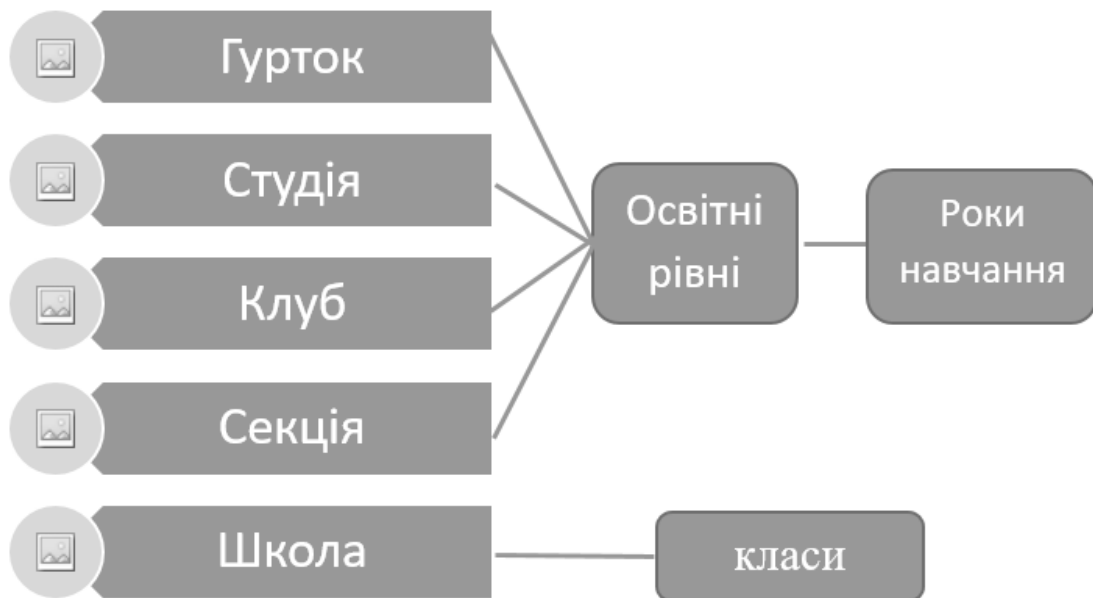 Гурток
Студія
Клуб
Секція
Школа
Освітні
рівні
Роки
навчання
класи